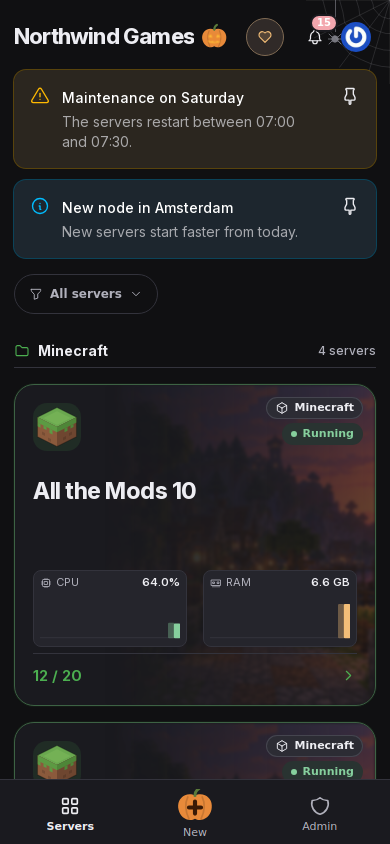 Northwind Games
15
Maintenance on Saturday
The servers restart between 07:00
and 07:30.
New node in Amsterdam
New servers start faster from today.
All servers
Minecraft
4 servers
Minecraft
Running
All the Mods 10
CPU
64.0%
RAM
6.6 GB
12 / 20
Minecraft
Running
Servers
New
Admin